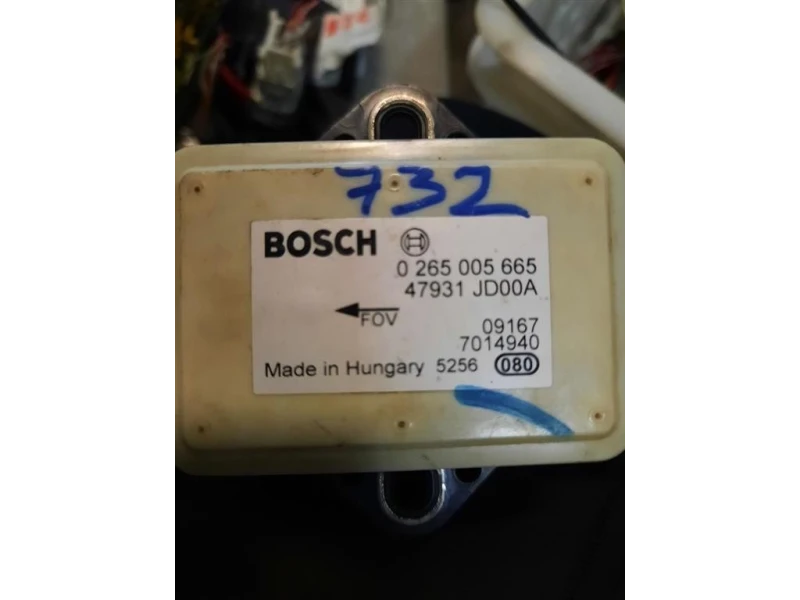 732
BOSCH
0 265 005 665
47931 JD00A
FOV
09167
7014940
Made in Hungary 5256 080